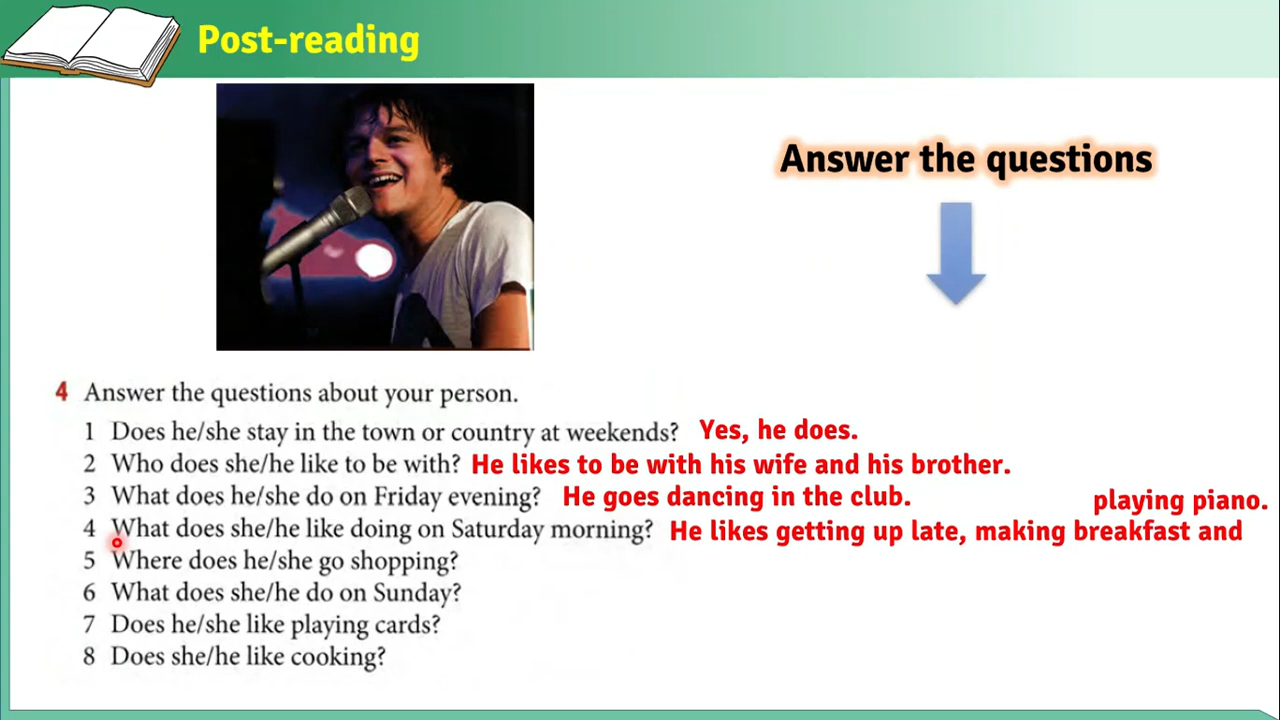 Post-reading
Answer the questions
4 Answer the questions about your person.
1 Does he/she stay in the town or country at weekends? Yes, he does.
2 Who does she/he like to be with? He likes to be with his wife and his brother.
3 What does he/she do on Friday evening? He goes dancing in the club.
4 What does she/he like doing on Saturday morning? He likes getting up late, making breakfast and
playing piano.
5 Where does he/she go shopping?
6 What does she/he do on Sunday?
7 Does he/she like playing cards?
8 Does she/he like cooking?